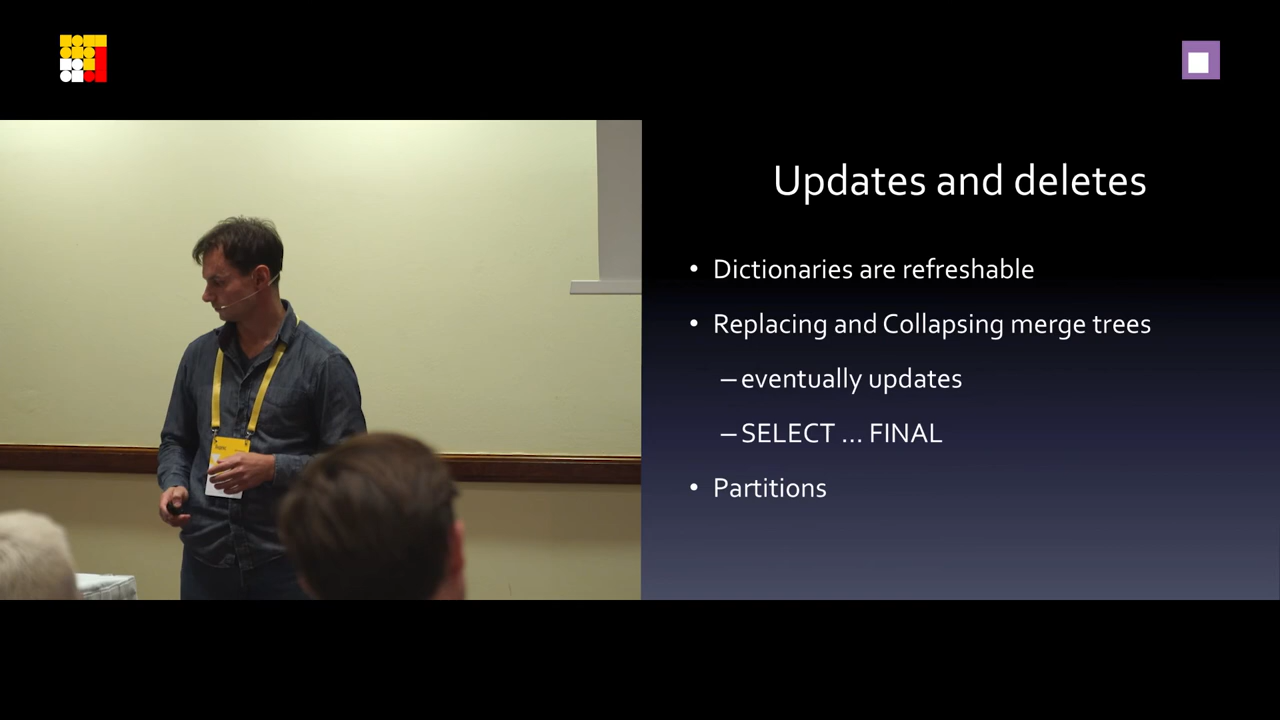 Updates and deletes
• Dictionaries are refreshable
• Replacing and Collapsing merge trees
– eventually updates
– SELECT ... FINAL
• Partitions